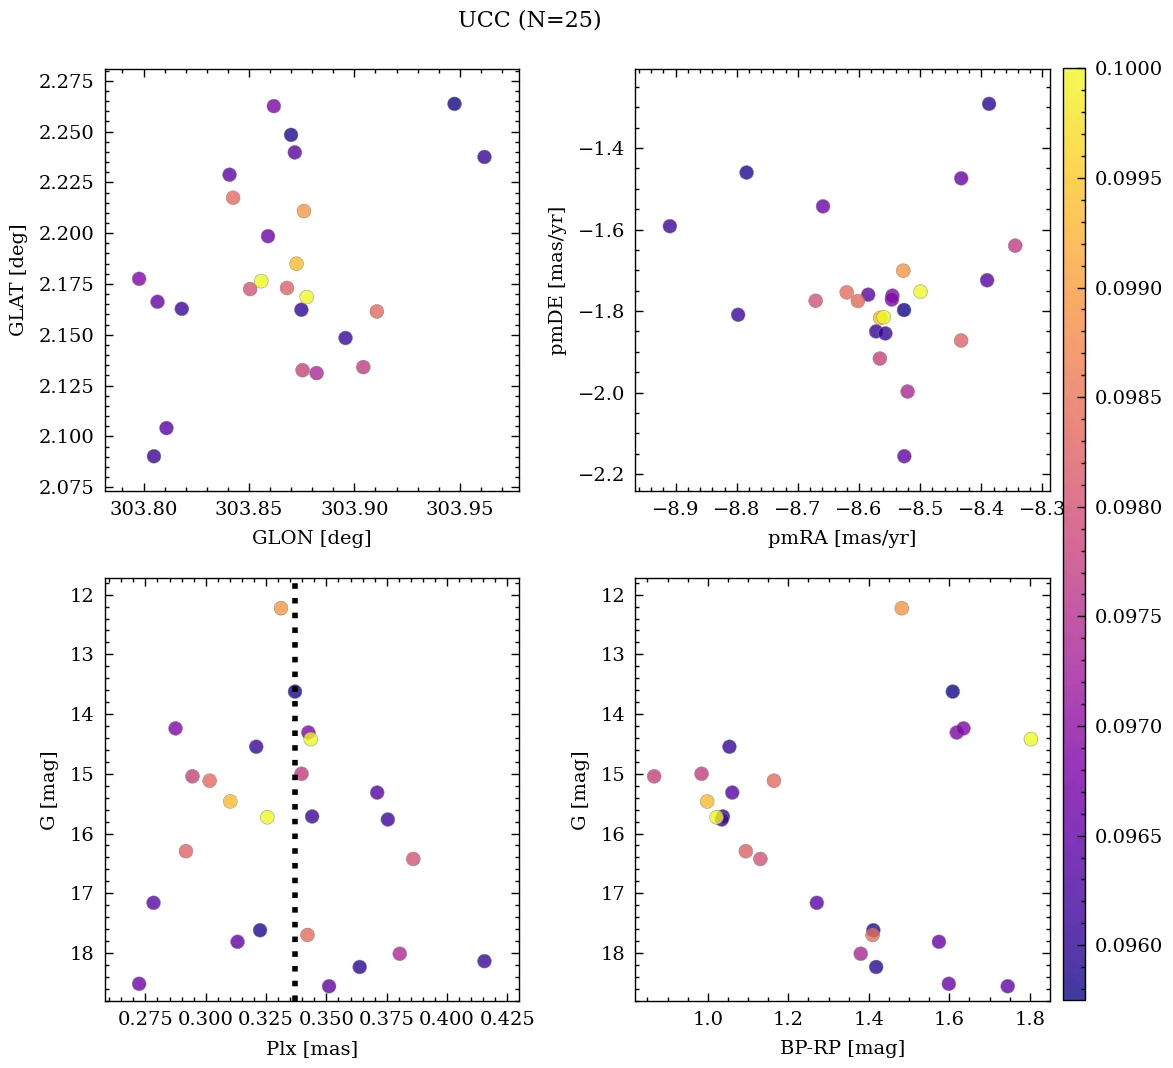 UCC (N=25)
2.275
2.250
2.225
2.200
2.175
2.150
2.125
2.100
2.075
GLAT [deg]
303.80 303.85 303.90 303.95
GLON [deg]
−1.4
−1.6
−1.8
−2.0
−2.2
pmDE [mas/yr]
−8.9 −8.8 −8.7 −8.6 −8.5 −8.4 −8.3
pmRA [mas/yr]
12
13
14
15
16
17
18
G [mag]
0.275 0.300 0.325 0.350 0.375 0.400 0.425
Plx [mas]
12
13
14
15
16
17
18
G [mag]
1.0 1.2 1.4 1.6 1.8
BP-RP [mag]
0.1000
0.0995
0.0990
0.0985
0.0980
0.0975
0.0970
0.0965
0.0960